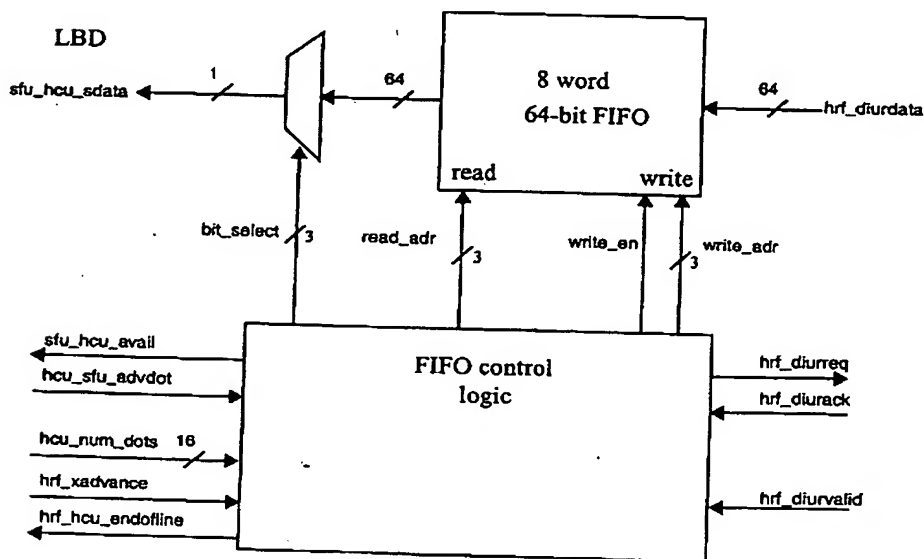 LBD
1
sfu_hcu_sdata
64
8 word
64-bit FIFO
64
hrf_diurdata
read
write
bit_select
3
read_adr
3
write_en
write_adr
3
sfu_hcu_avail
hcu_sfu_advdot
hcu_num_dots
16
hrf_xadvance
hrf_hcu_endofline
FIFO control
logic
hrf_diurreq
hrf_diurack
hrf_diurvalid